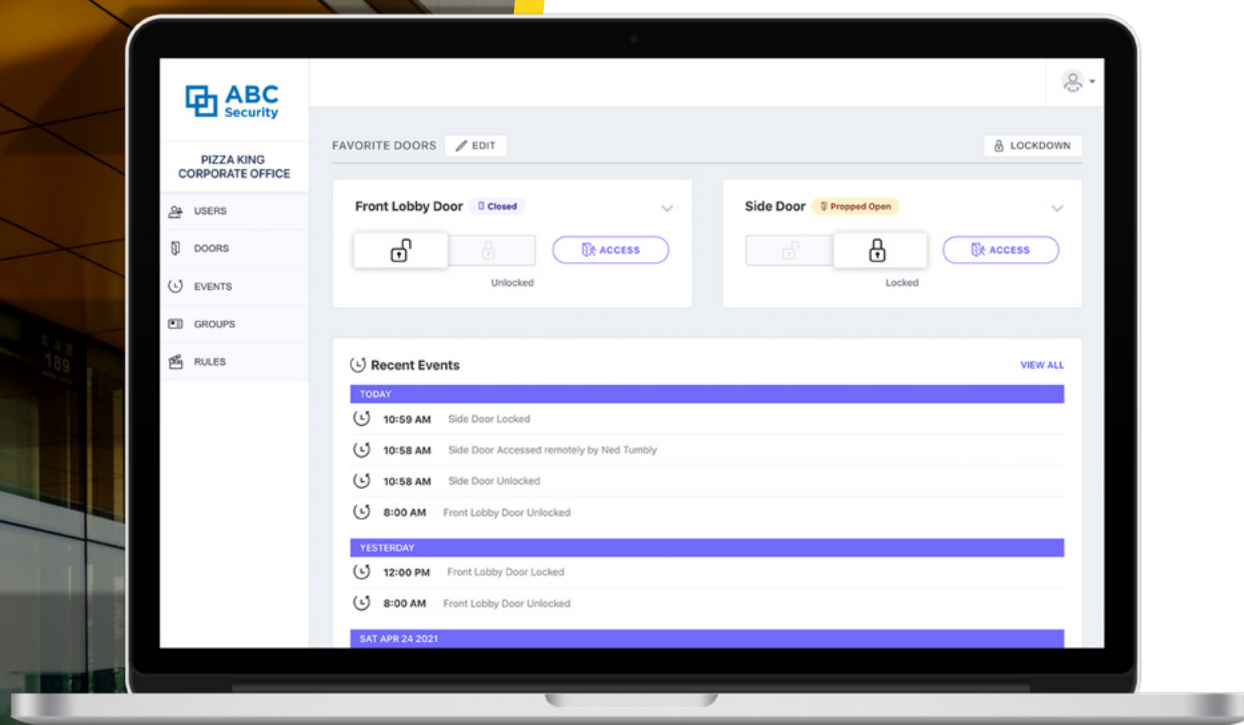 ABC
Security
PIZZA KING
CORPORATE OFFICE
USERS
DOORS
EVENTS
GROUPS
RULES
FAVORITE DOORS EDIT LOCKDOWN
Front Lobby Door Closed
ACCESS
Unlocked
Side Door Propped Open
ACCESS
Locked
Recent Events VIEW ALL
TODAY
10:59 AM Side Door Locked
10:58 AM Side Door Accessed remotely by Ned Tumbly
10:58 AM Side Door Unlocked
8:00 AM Front Lobby Door Unlocked
YESTERDAY
12:00 PM Front Lobby Door Locked
8:00 AM Front Lobby Door Unlocked
SAT APR 24 2021
189